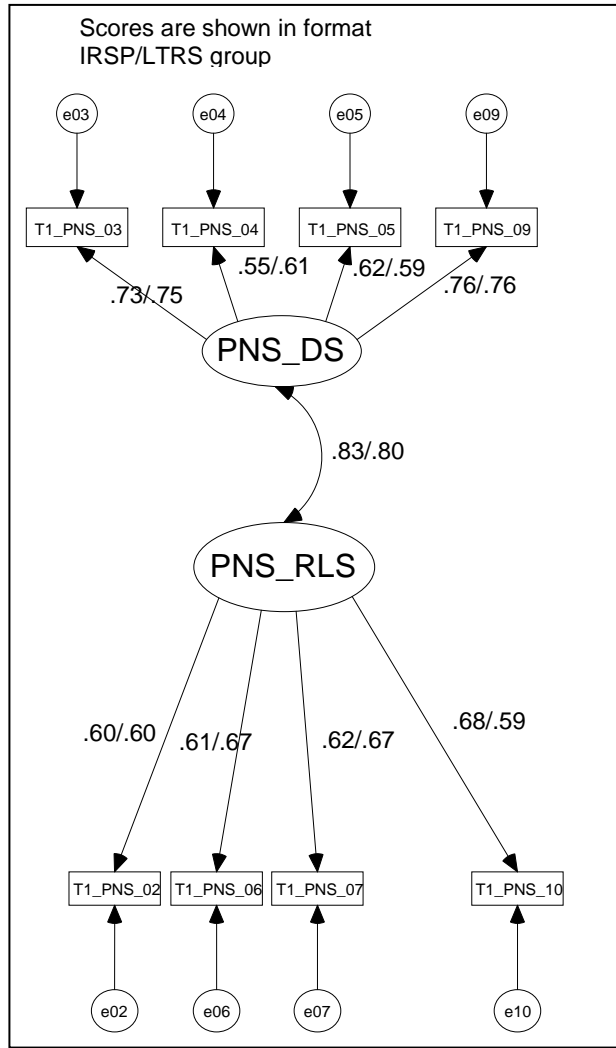 Scores are shown in format
IRSP/LTRS group
e03 e04 e05 e09
T1_PNS_03 T1_PNS_04 T1_PNS_05 T1_PNS_09
.73/.75 .55/.61 .62/.59 .76/.76
PNS_DS
.83/.80
PNS_RLS
.60/.60 .61/.67 .62/.67 .68/.59
T1_PNS_02 T1_PNS_06 T1_PNS_07 T1_PNS_10
e02 e06 e07 e10